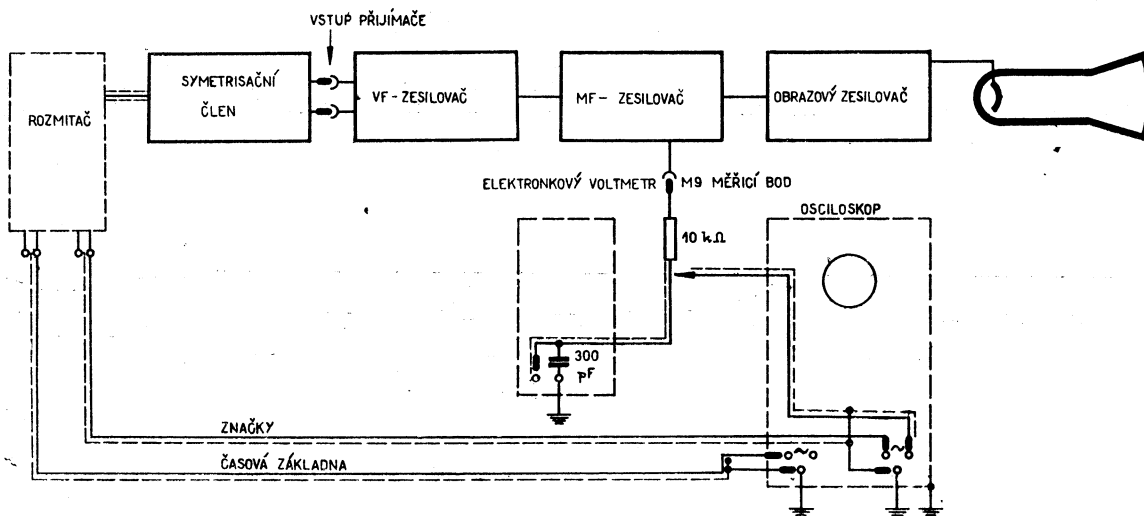 VSTUP PŘIJÍMAČE
ROZMITAČ
SYMETRISAČNÍ
ČLEN
VF - ZESILOVAČ
MF - ZESILOVAČ
OBRAZOVÝ ZESILOVAČ
ELEKTRONKOVÝ VOLTMETR
M9 MĚŘIGÍ BOD
OSCILOSKOP
10 kΩ
300
pF
ZNAČKY
ČASOVÁ ZÁKLADNA